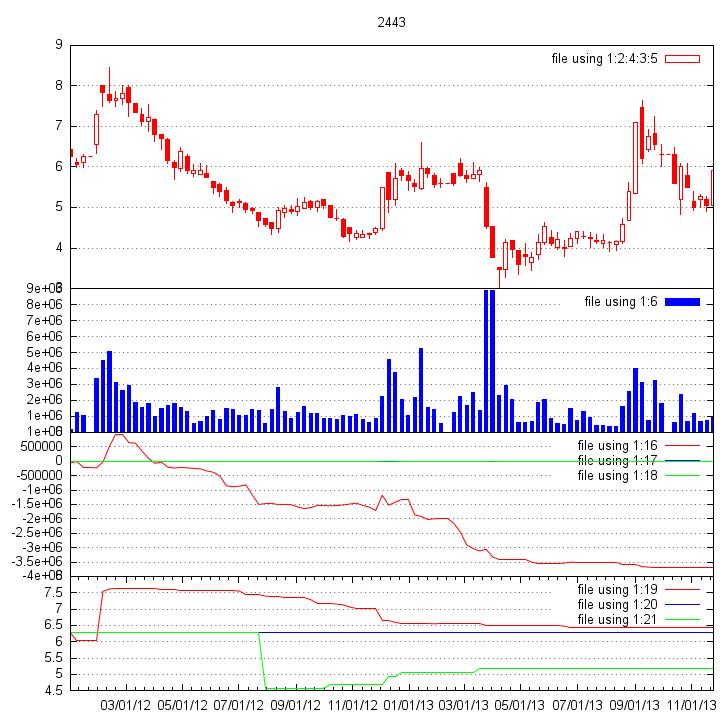 2443
9
file using 1:2:4:3:5
8
7
6
5
4
3
9e+06
file using 1:6
8e+06
7e+06
6e+06
5e+06
4e+06
3e+06
2e+06
1e+06
1e+06
500000
file using 1:16
0
file using 1:17
-500000
file using 1:18
-1e+06
-1.5e+06
-2e+06
-2.5e+06
-3e+06
-3.5e+06
-4e+06
8
7.5
file using 1:19
7
file using 1:20
6.5
file using 1:21
6
5.5
5
4.5
03/01/12 05/01/12 07/01/12 09/01/12 11/01/12 01/01/13 03/01/13 05/01/13 07/01/13 09/01/13 11/01/13